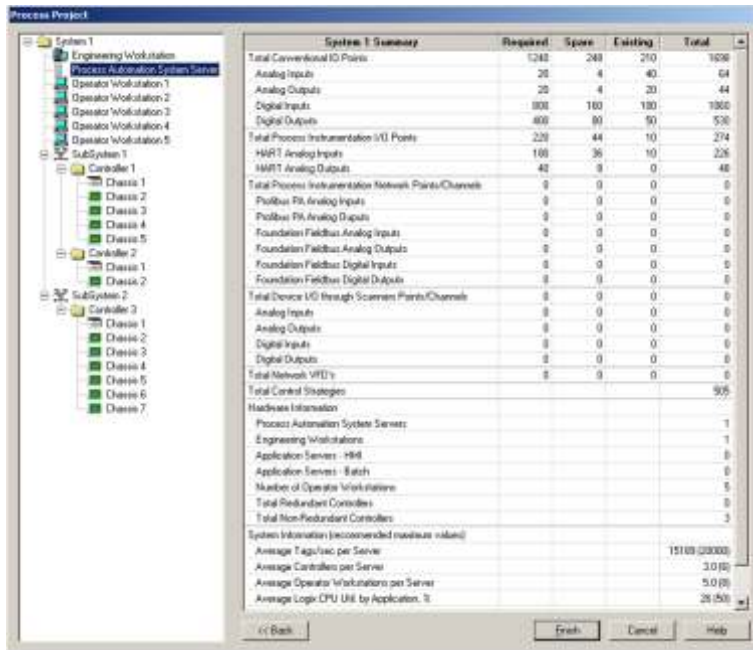 Process Project
System 1
Engineering Workstation
Process Automation System Server
Operator Workstation 1
Operator Workstation 2
Operator Workstation 3
Operator Workstation 4
Operator Workstation 5
SubSystem 1
Controller 1
Chassis 1
Chassis 2
Chassis 3
Chassis 4
Chassis 5
Controller 2
Chassis 1
Chassis 2
SubSystem 2
Controller 3
Chassis 1
Chassis 2
Chassis 3
Chassis 4
Chassis 5
Chassis 6
Chassis 7
System 1 Summary Required Spare Existing Total
Total Conventional IO Points 1240 248 210 1698
Analog Inputs 20 4 40 64
Analog Outputs 20 4 20 44
Digital Inputs 800 160 100 1060
Digital Outputs 400 80 50 530
Total Process Instrumentation I/O Points 220 44 10 274
HART Analog Inputs 180 36 10 226
HART Analog Outputs 40 8 0 48
Total Process Instrumentation Network Points/Channels 0 0 0 0
Profibus PA Analog Inputs 0 0 0 0
Profibus PA Analog Ouputs 0 0 0 0
Foundation Fieldbus Analog Inputs 0 0 0 0
Foundation Fieldbus Analog Outputs 0 0 0 0
Foundation Fieldbus Digital Inputs 0 0 0 0
Foundation Fieldbus Digital Outputs 0 0 0 0
Total Device I/O through Scanners Points/Channels 0 0 0 0
Analog Inputs 0 0 0 0
Analog Outputs 0 0 0 0
Digital Inputs 0 0 0 0
Digital Outputs 0 0 0 0
Total Network VFD's 0 0 0 0
Total Control Strategies 505
Hardware Information
Process Automation System Servers 1
Engineering Workstations 1
Application Servers - HMI 0
Application Servers - Batch 0
Number of Operator Workstations 5
Total Redundant Controllers 0
Total Non-Redundant Controllers 3
System Information (recommended maximum values)
Average Tags/sec per Server (20000)
Average Controllers per Server 3.0
Average Operator Workstations per Server 5.0
Average Logix CPU Util. by Application, % (50)
<< Back Finish Cancel Help